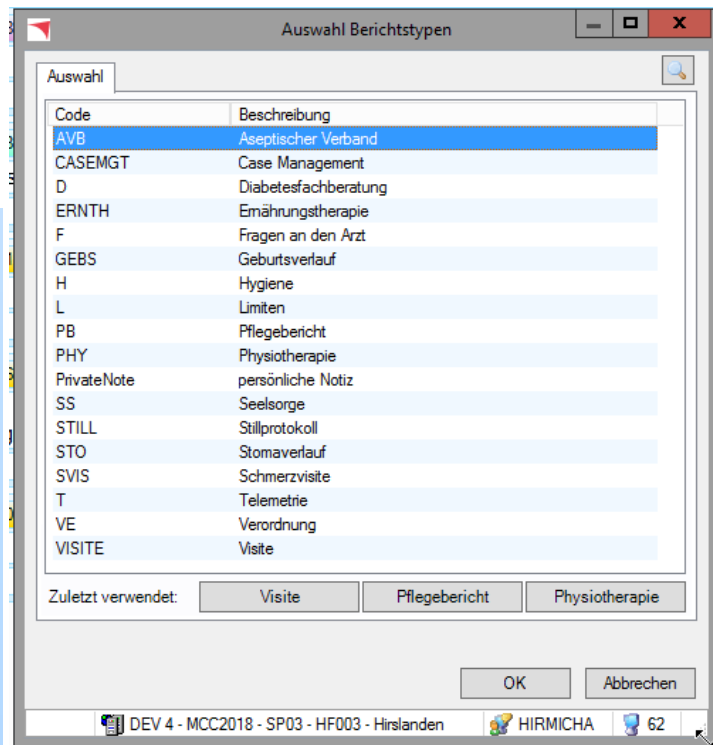 Auswahl Berichtstypen
Auswahl
Code Beschreibung
AVB Aseptischer Verband
CASEMGT Case Management
D Diabetesfachberatung
ERNTH Ernährungstherapie
F Fragen an den Arzt
GEBS Geburtsverlauf
H Hygiene
L Limiten
PB Pflegebericht
PHY Physiotherapie
PrivateNote persönliche Notiz
SS Seelsorge
STILL Stillprotokoll
STO Stomaverlauf
SVIS Schmerzvisite
T Telemetrie
VE Verordnung
VISITE Visite
Zuletzt verwendet: Visite Pflegebericht Physiotherapie
OK Abbrechen
DEV 4 - MCC2018 - SP03 - HF003 - Hirslanden HIRMICHA 62